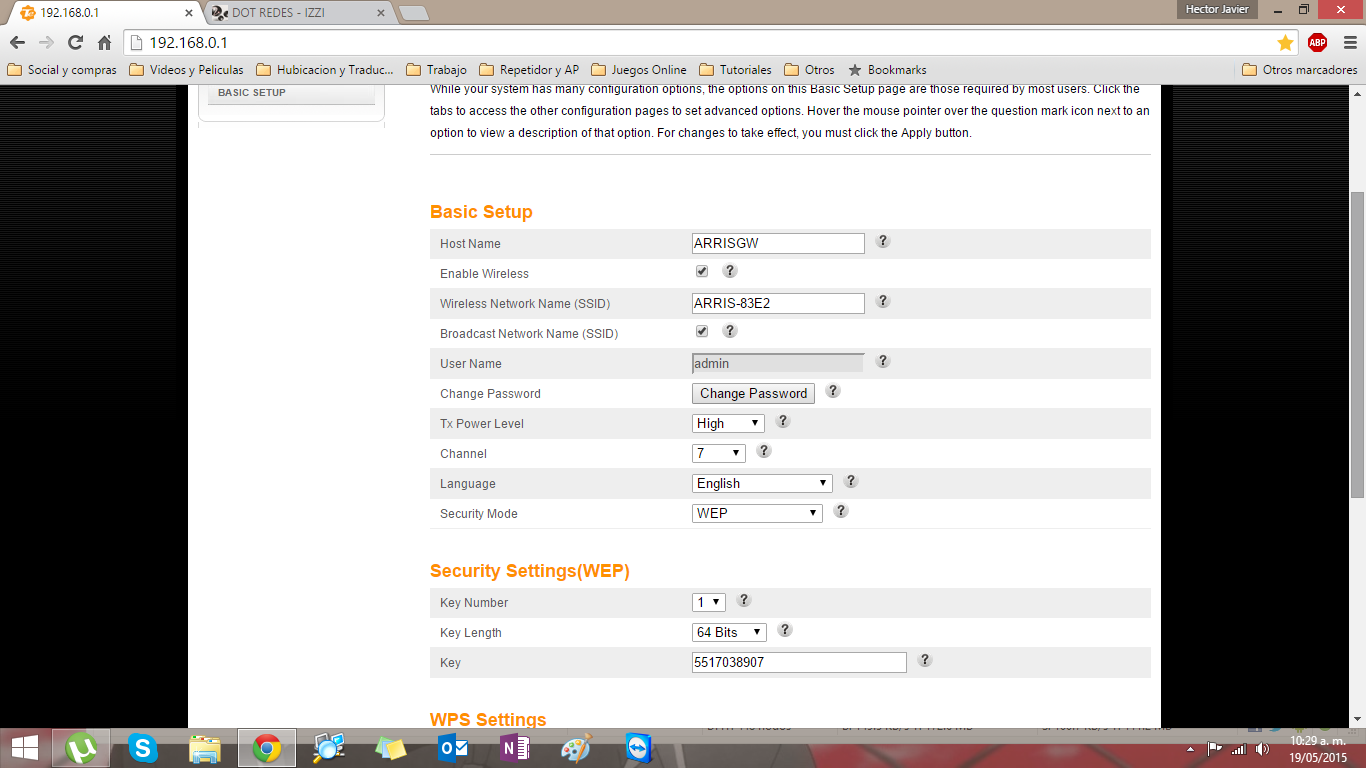 192.168.0.1
DOT REDES - IZZI
Hector Javier
192.168.0.1
ABP
Social y compras
Videos y Peliculas
Hubicacion y Traduc...
Trabajo
Repetidor y AP
Juegos Online
Tutoriales
Otros
Bookmarks
Otros marcadores
BASIC SETUP
While your system has many configuration options, the options on this Basic Setup page are those required by most users. Click the
tabs to access the other configuration pages to set advanced options. Hover the mouse pointer over the question mark icon next to an
option to view a description of that option. For changes to take effect, you must click the Apply button.
Basic Setup
Host Name ARRISGW ?
Enable Wireless ?
Wireless Network Name (SSID) ARRIS-83E2 ?
Broadcast Network Name (SSID) ?
User Name admin ?
Change Password Change Password ?
Tx Power Level High ?
Channel 7 ?
Language English ?
Security Mode WEP ?
Security Settings(WEP)
Key Number 1 ?
Key Length 64 Bits ?
Key 5517038907 ?
WPS Settings
10:29 a. m.
19/05/2015